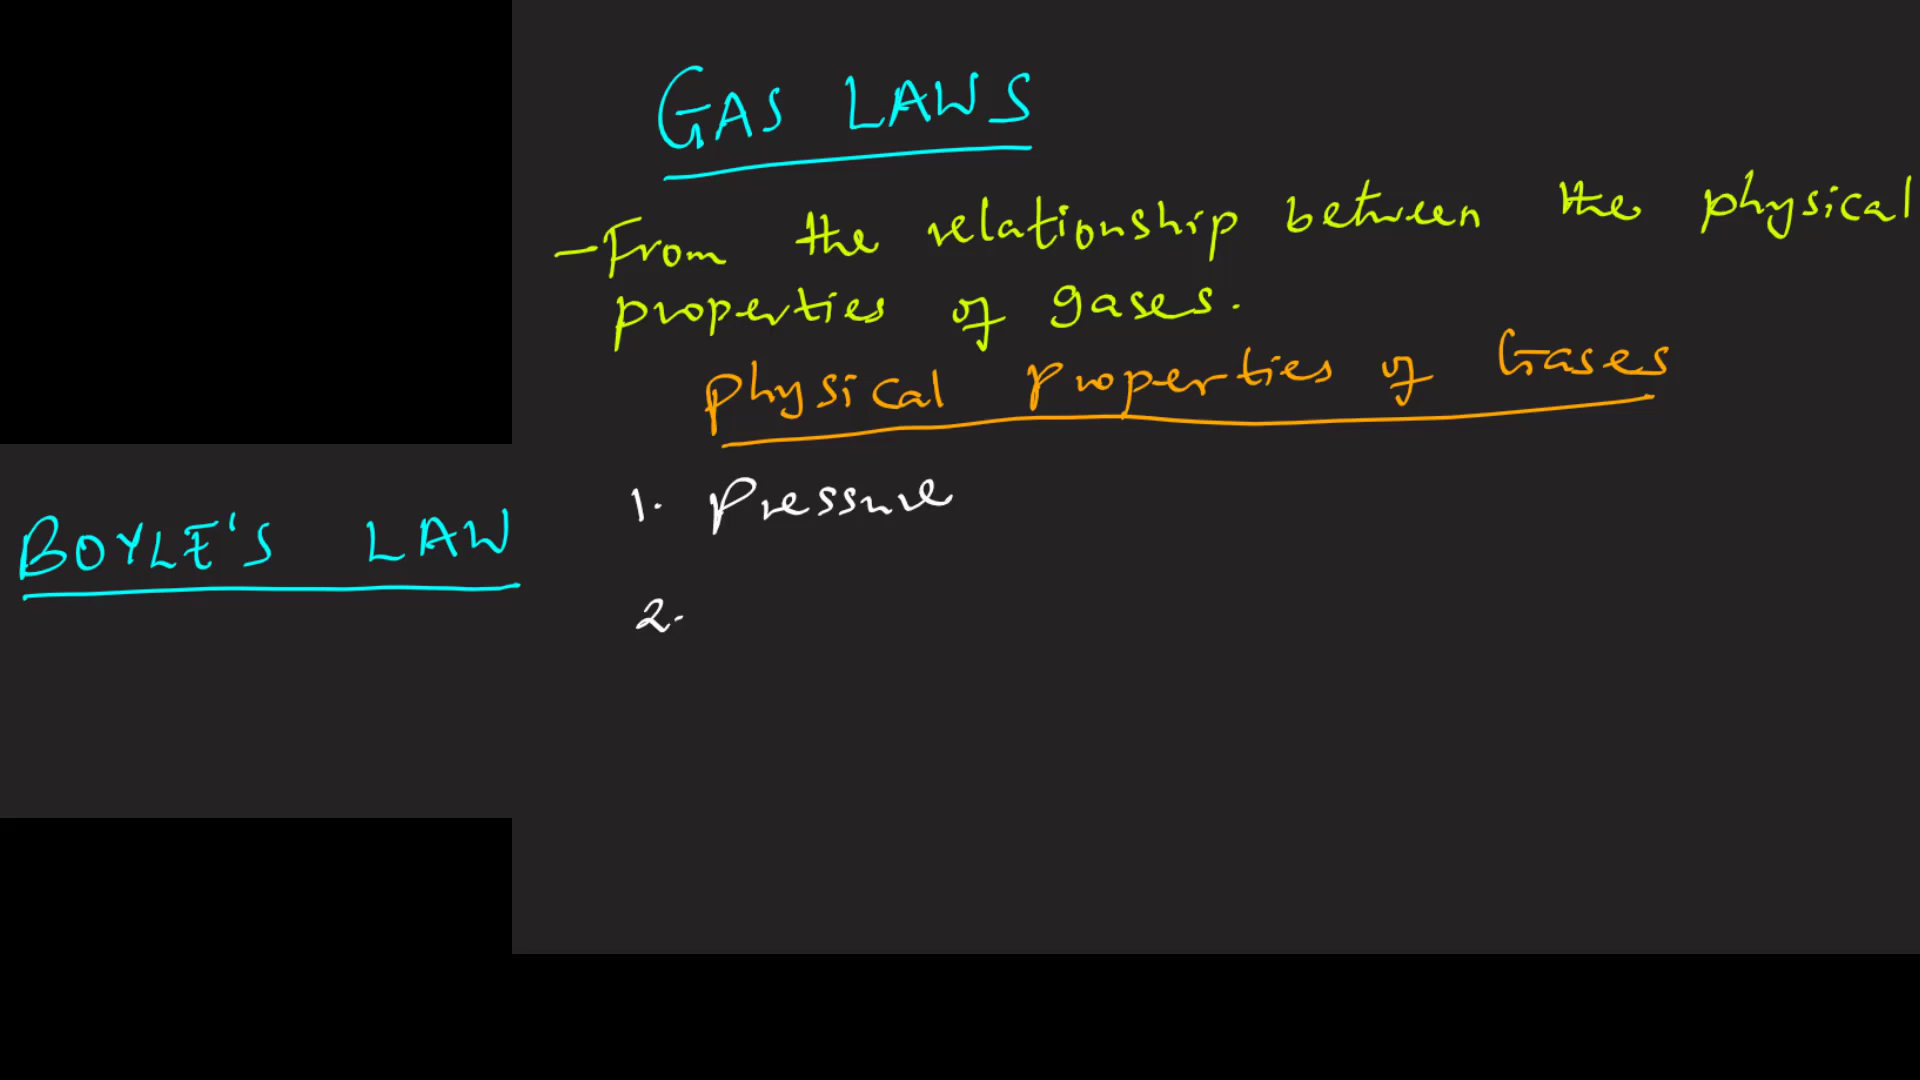 GAS LAWS
-From the relationship between the physical
properties of gases.
Physical Properties of Gases
1. Pressure
BOYLE'S LAW
2.